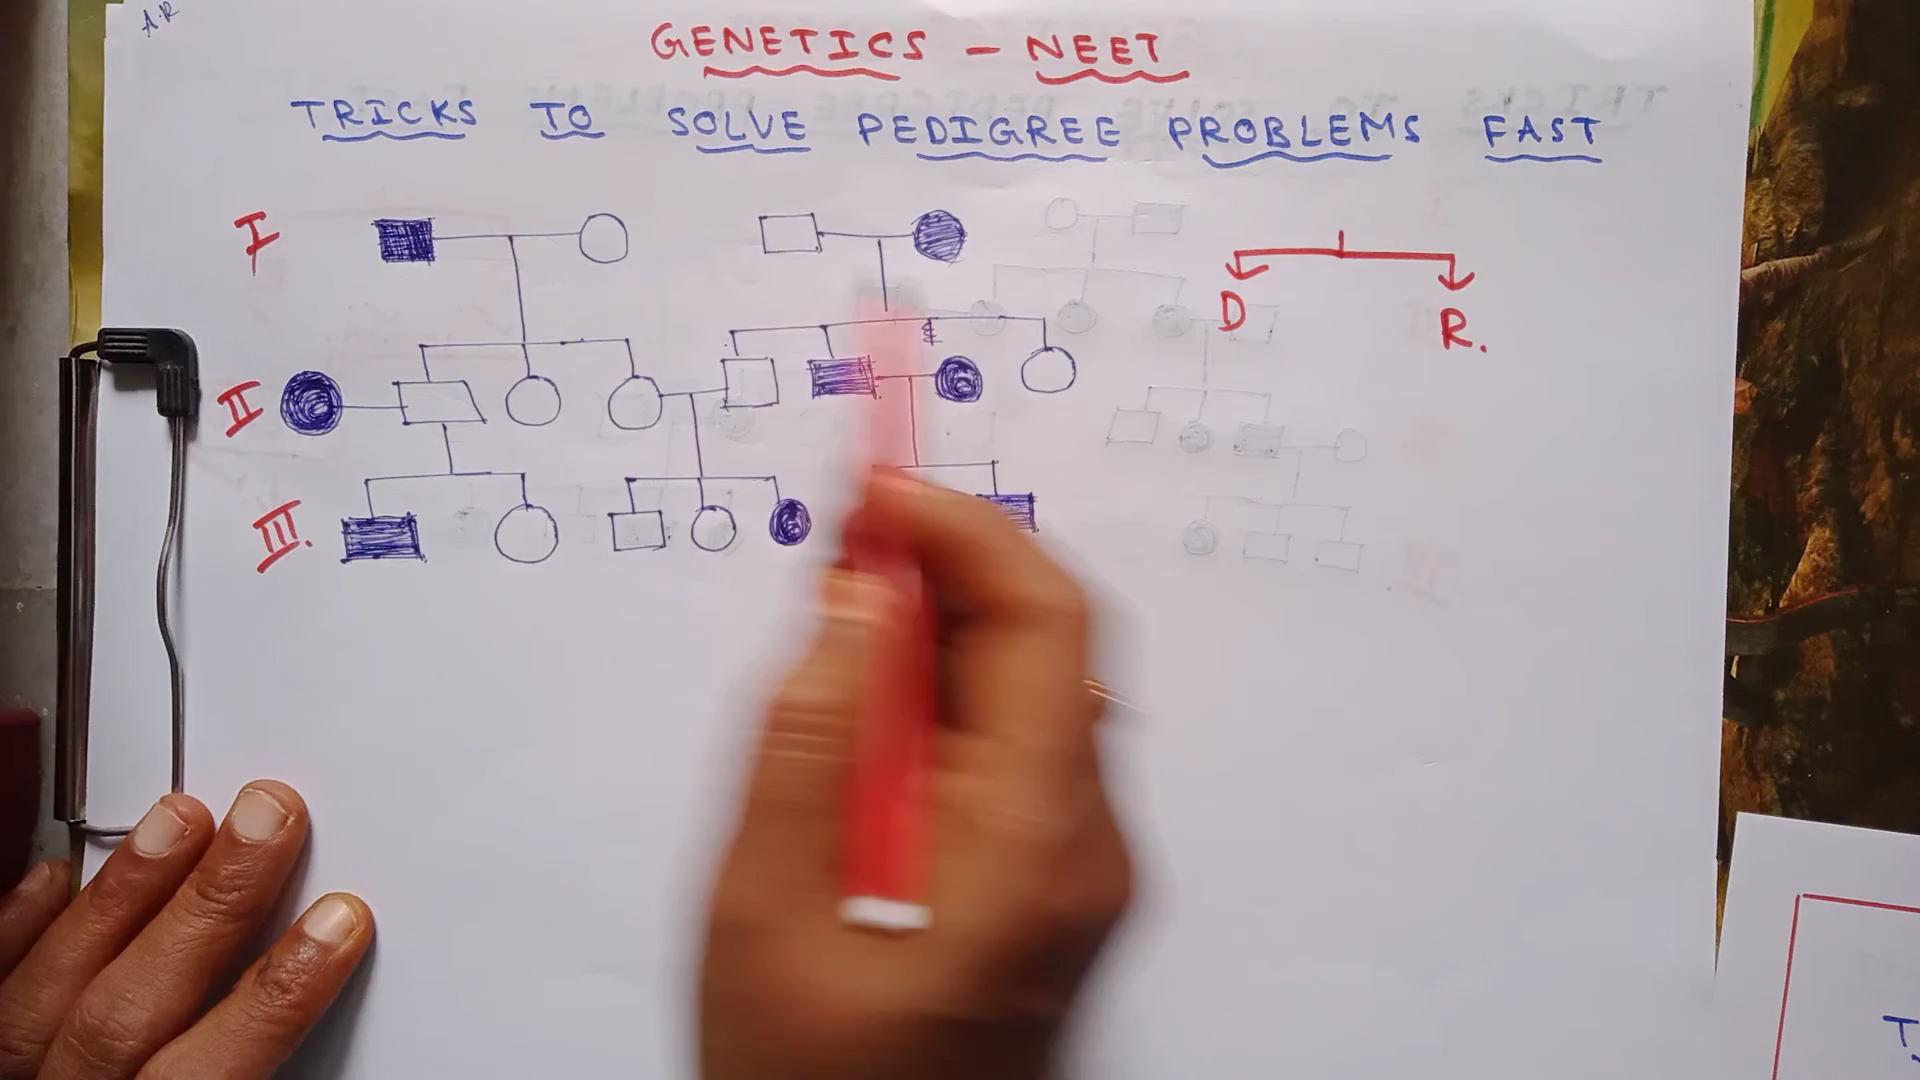 A.R
GENETICS - NEET
TRICKS TO SOLVE PEDIGREE PROBLEMS FAST
I
D
R.
II
III.
T